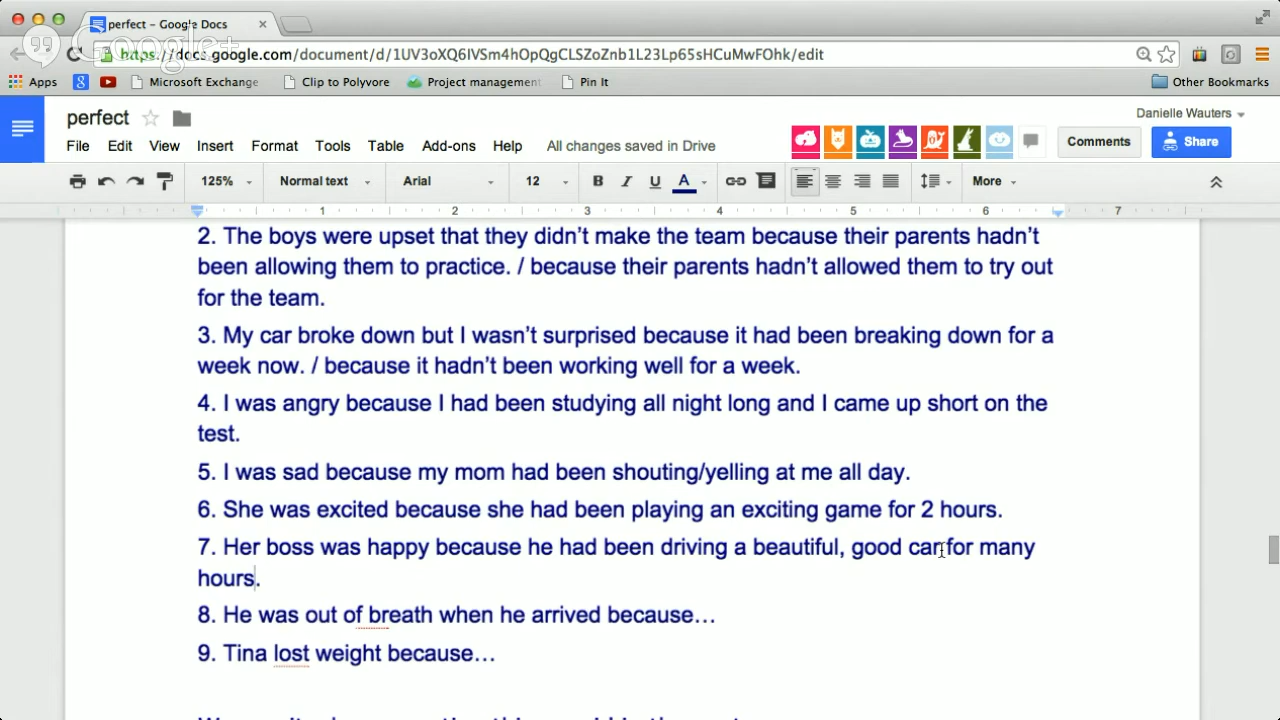 perfect – Google Docs
Google+
https://docs.google.com/document/d/1UV3oXQ6IVSm4hOpQgCLSZoZnb1L23Lp65sHCuMwFOhk/edit
Apps Microsoft Exchange Clip to Polyvore Project management Pin It Other Bookmarks
perfect Danielle Wauters
File Edit View Insert Format Tools Table Add-ons Help All changes saved in Drive Comments Share
125% Normal text Arial 12 B I U A More
1 2 3 4 5 6 7
2. The boys were upset that they didn’t make the team because their parents hadn’t
been allowing them to practice. / because their parents hadn’t allowed them to try out
for the team.
3. My car broke down but I wasn’t surprised because it had been breaking down for a
week now. / because it hadn’t been working well for a week.
4. I was angry because I had been studying all night long and I came up short on the
test.
5. I was sad because my mom had been shouting/yelling at me all day.
6. She was excited because she had been playing an exciting game for 2 hours.
7. Her boss was happy because he had been driving a beautiful, good car for many
hours.
8. He was out of breath when he arrived because…
9. Tina lost weight because…